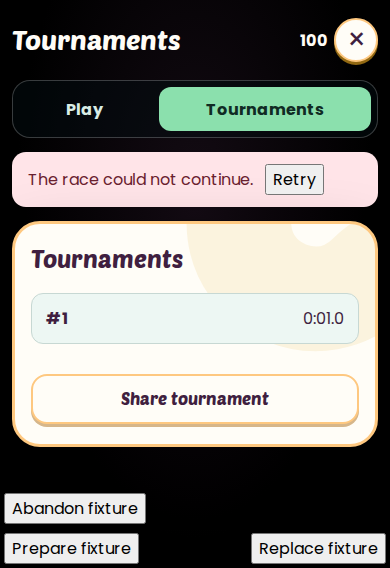 Tournaments
100 ×
Play Tournaments
The race could not continue. Retry
Tournaments
#1 0:01.0
Share tournament
Abandon fixture
Prepare fixture Replace fixture